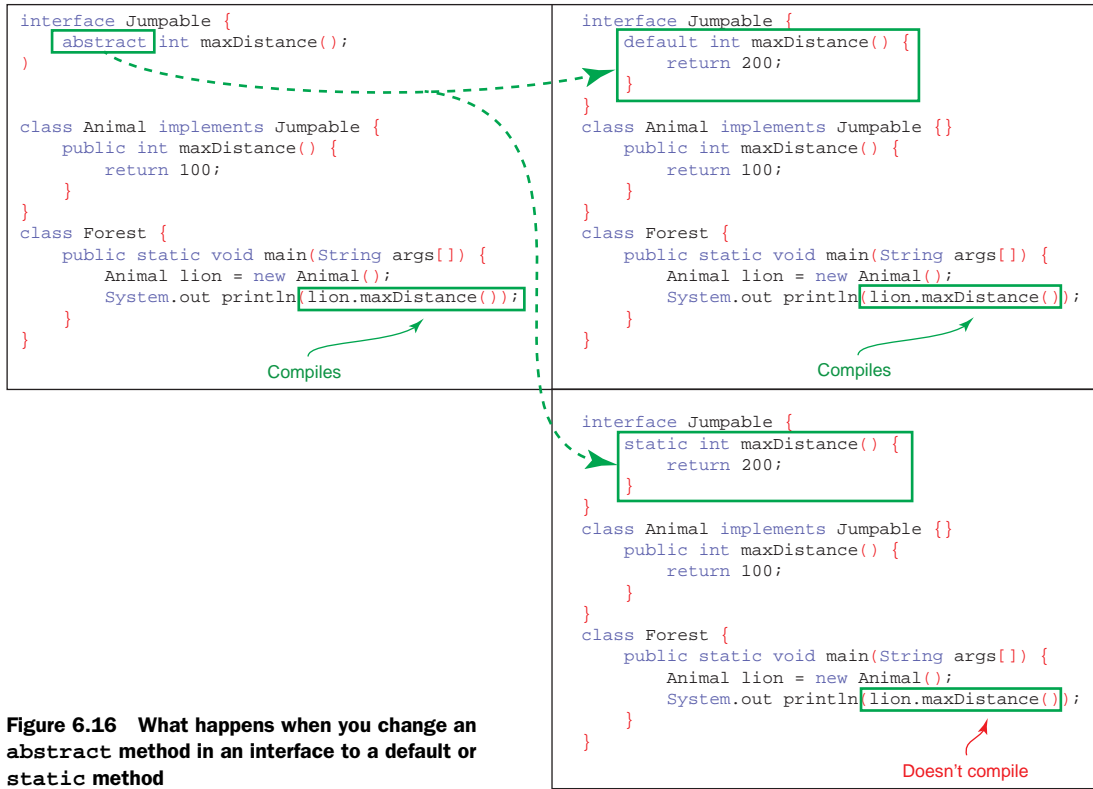 interface Jumpable {
    abstract int maxDistance();
)
class Animal implements Jumpable {
    public int maxDistance() {
        return 100;
    }
}
class Forest {
    public static void main(String args[]) {
        Animal lion = new Animal();
        System.out println(lion.maxDistance());
    }
}
Compiles
interface Jumpable {
    default int maxDistance() {
        return 200;
    }
}
class Animal implements Jumpable {}
    public int maxDistance() {
        return 100;
    }
}
class Forest {
    public static void main(String args[]) {
        Animal lion = new Animal();
        System.out println(lion.maxDistance());
    }
}
Compiles
interface Jumpable {
    static int maxDistance() {
        return 200;
    }
}
class Animal implements Jumpable {}
    public int maxDistance() {
        return 100;
    }
}
class Forest {
    public static void main(String args[]) {
        Animal lion = new Animal();
        System.out println(lion.maxDistance());
    }
}
Doesn't compile
Figure 6.16 What happens when you change an
abstract method in an interface to a default or
static method